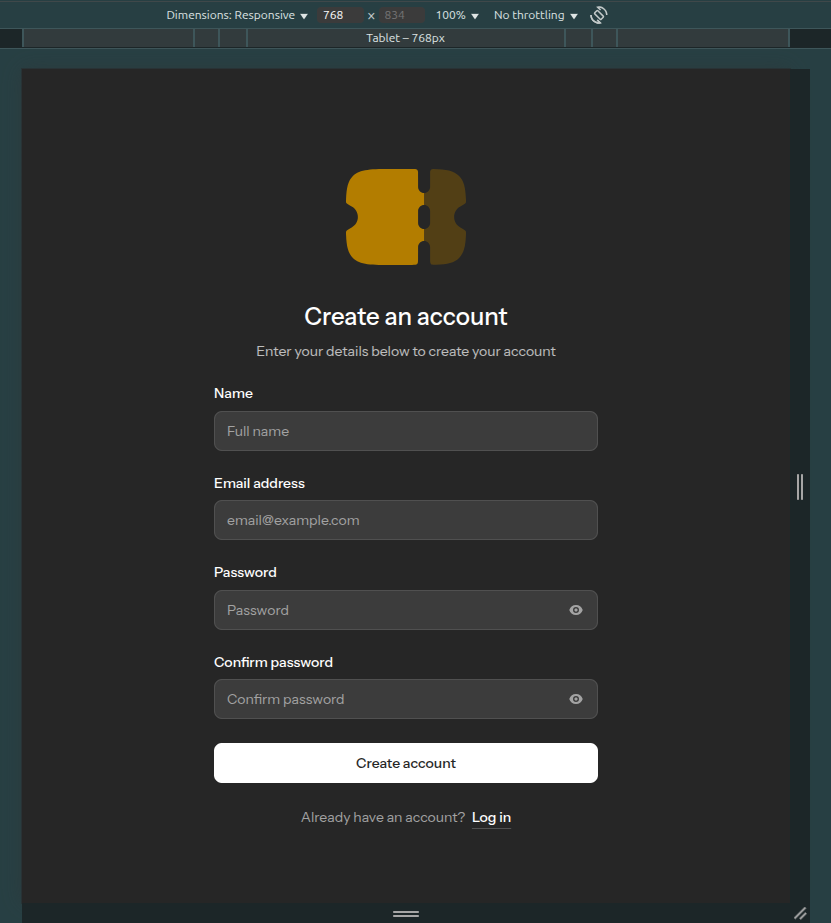 Dimensions: Responsive 768 x 834 100% No throttling
Tablet – 768px
Create an account
Enter your details below to create your account
Name
Full name
Email address
email@example.com
Password
Password
Confirm password
Confirm password
Create account
Already have an account? Log in